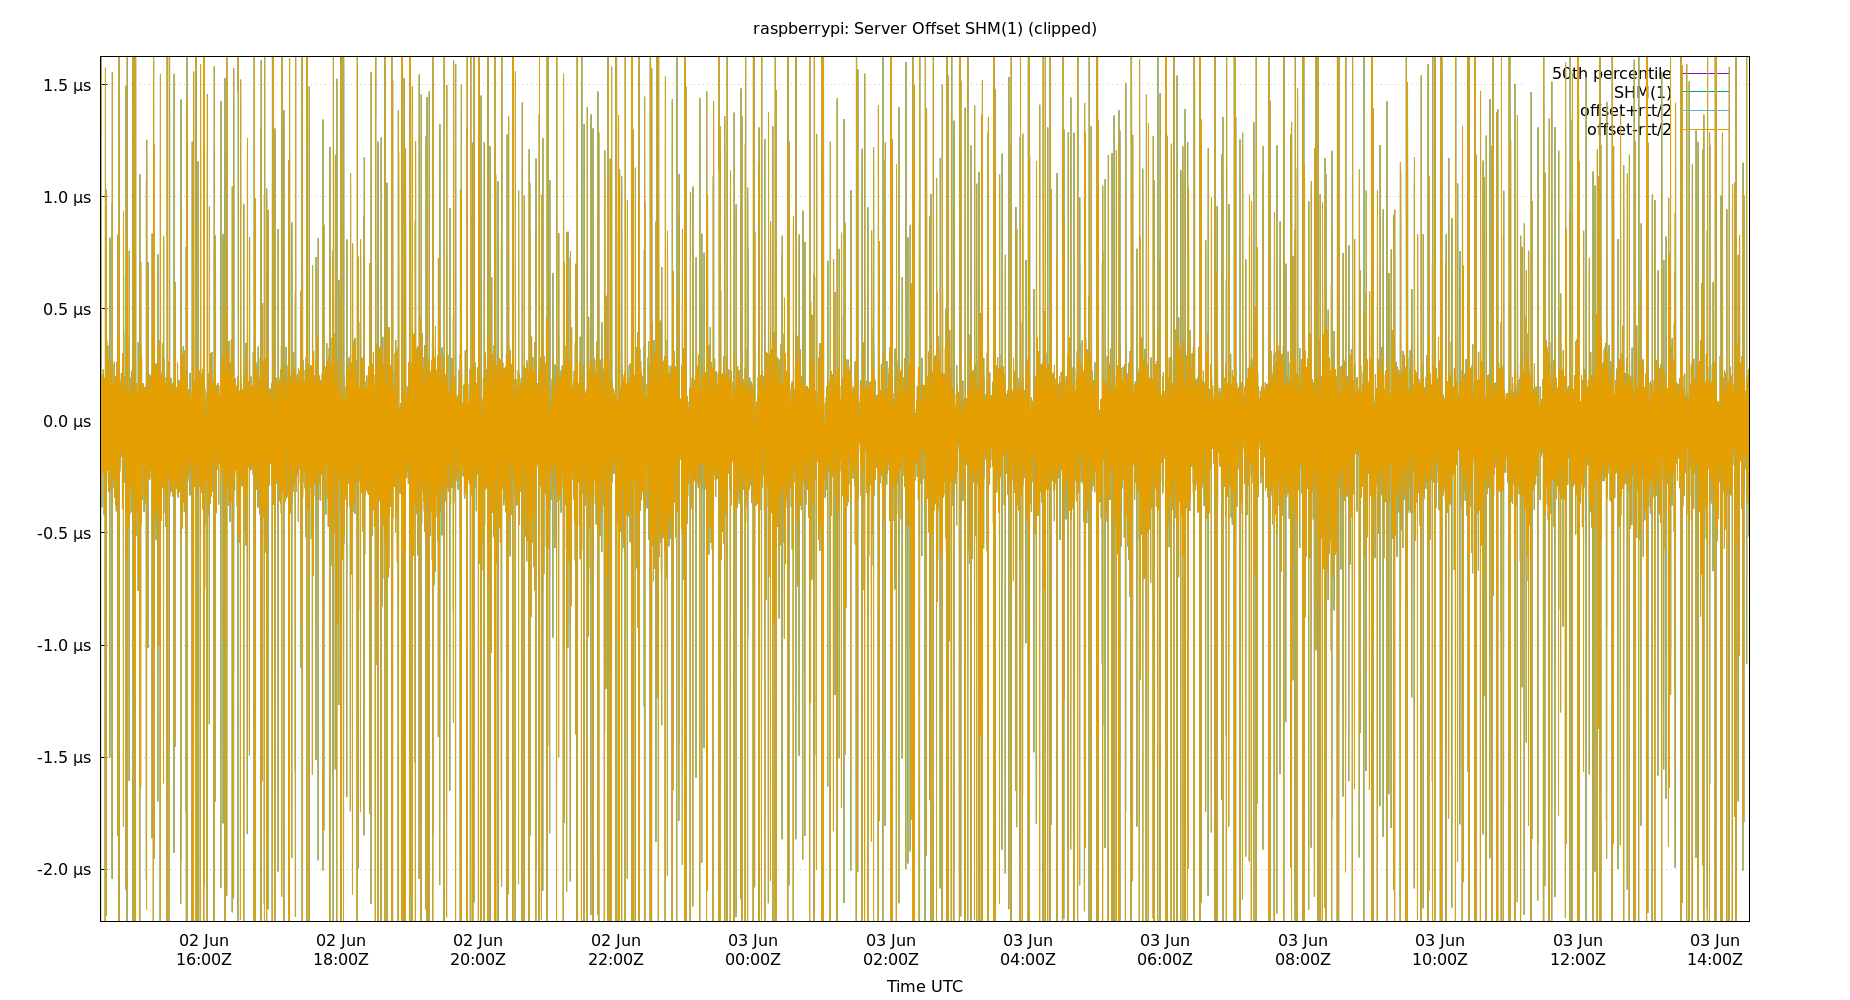 raspberrypi: Server Offset SHM(1) (clipped)
50th percentile
SHM(1)
offset+rtt/2
offset-rtt/2
1.5 µs
1.0 µs
0.5 µs
0.0 µs
-0.5 µs
-1.0 µs
-1.5 µs
-2.0 µs
02 Jun 02 Jun 02 Jun 02 Jun 03 Jun 03 Jun 03 Jun 03 Jun 03 Jun 03 Jun 03 Jun 03 Jun
16:00Z 18:00Z 20:00Z 22:00Z 00:00Z 02:00Z 04:00Z 06:00Z 08:00Z 10:00Z 12:00Z 14:00Z
Time UTC